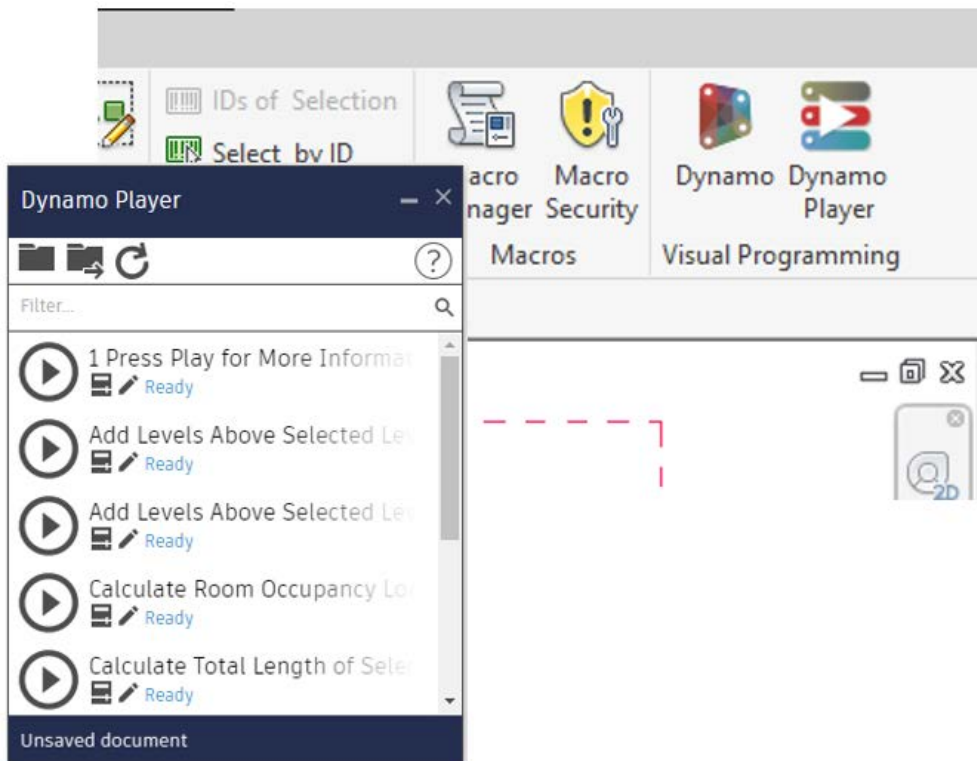 IDs of Selection
Select by ID
acro
nager
Macro
Security
Macros
Dynamo
Dynamo
Player
Visual Programming
Dynamo Player
?
Filter...
1 Press Play for More Informa
Ready
Add Levels Above Selected Le
Ready
Add Levels Above Selected Le
Ready
Calculate Room Occupancy Lo
Ready
Calculate Total Length of Sele
Ready
Unsaved document
2D